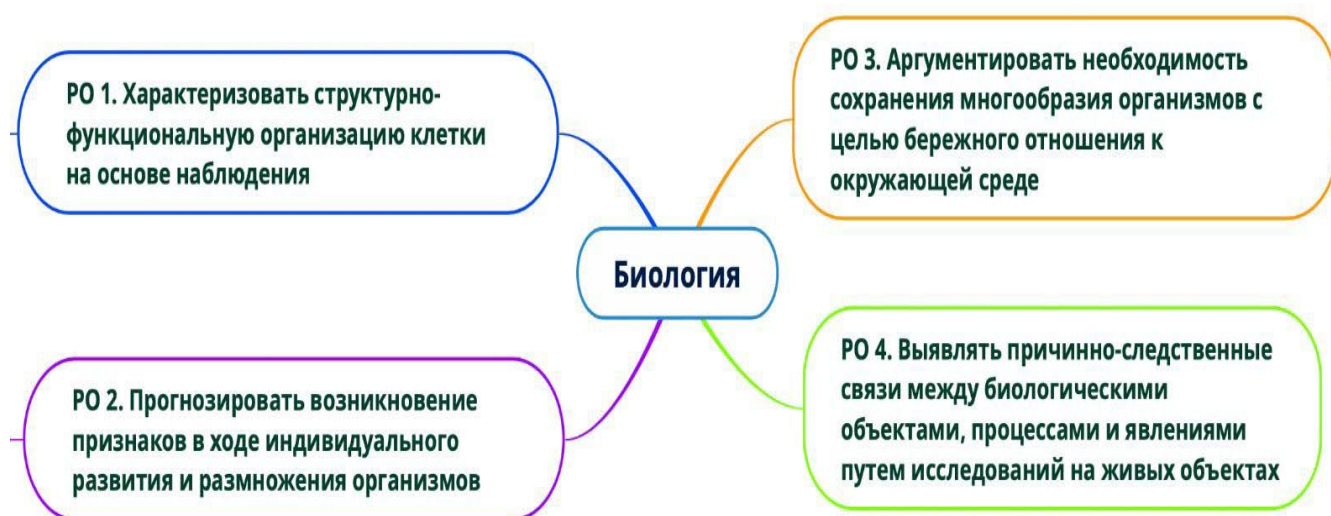 РО 1. Характеризовать структурно-
функциональную организацию клетки
на основе наблюдения
РО 2. Прогнозировать возникновение
признаков в ходе индивидуального
развития и размножения организмов
Биология
РО 3. Аргументировать необходимость
сохранения многообразия организмов с
целью бережного отношения к
окружающей среде
РО 4. Выявлять причинно-следственные
связи между биологическими
объектами, процессами и явлениями
путем исследований на живых объектах